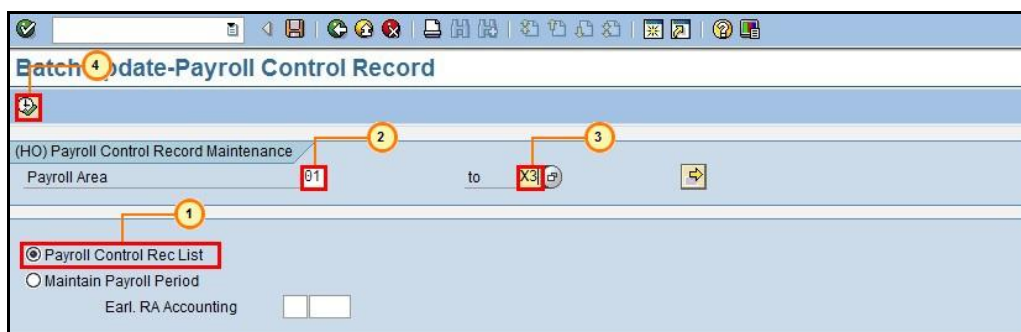 4
Batch Update-Payroll Control Record
2
3
(HO) Payroll Control Record Maintenance
Payroll Area 01 to X3
1
Payroll Control Rec List
Maintain Payroll Period
Earl. RA Accounting